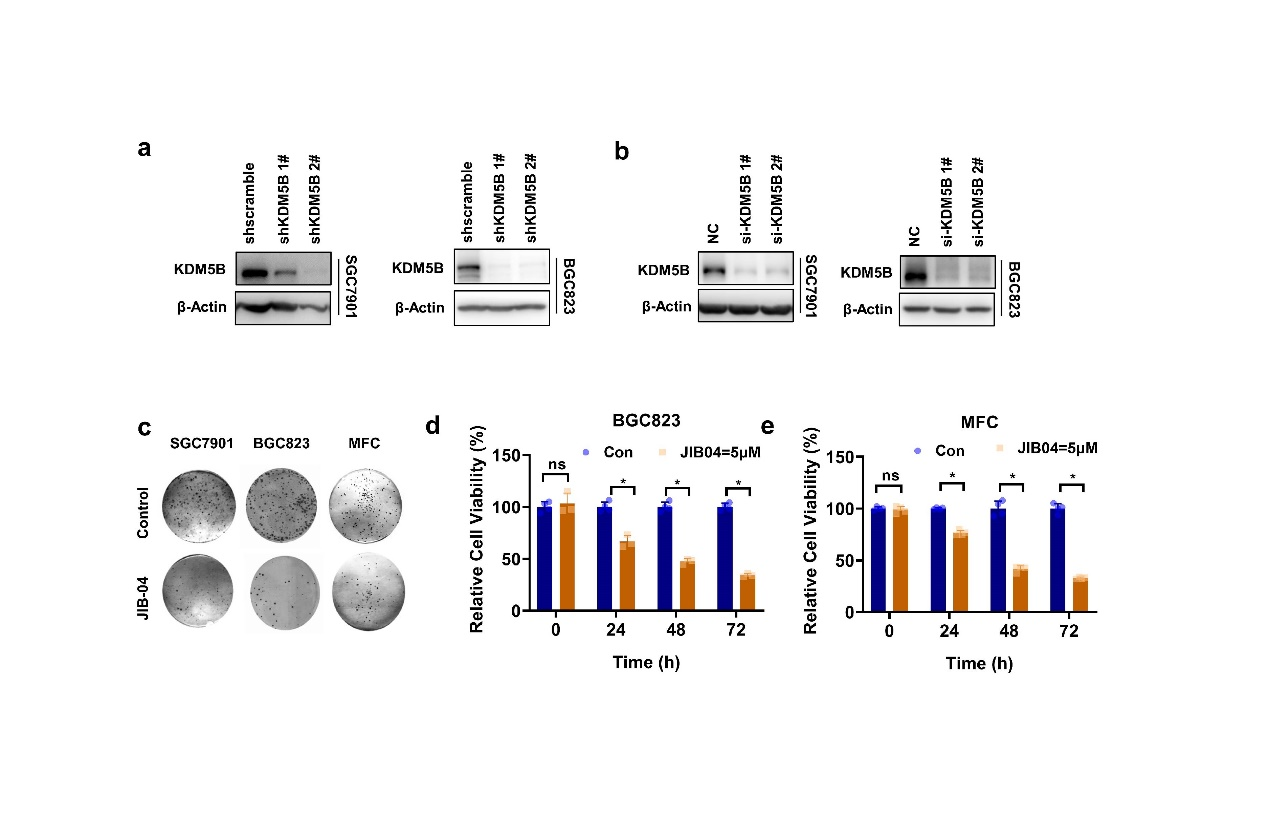 a
shscramble
shKDM5B 1#
shKDM5B 2#
KDM5B
β-Actin
SGC7901
shscramble
shKDM5B 1#
shKDM5B 2#
KDM5B
β-Actin
BGC823
b
NC
si-KDM5B 1#
si-KDM5B 2#
KDM5B
β-Actin
SGC7901
NC
si-KDM5B 1#
si-KDM5B 2#
KDM5B
β-Actin
BGC823
c
SGC7901 BGC823 MFC
Control
JIB-04
d
BGC823
Con JIB04=5μM
Relative Cell Viability (%)
150
100
50
0
ns * * *
0 24 48 72
Time (h)
e
MFC
Con JIB04=5μM
Relative Cell Viability (%)
150
100
50
0
ns * * *
0 24 48 72
Time (h)